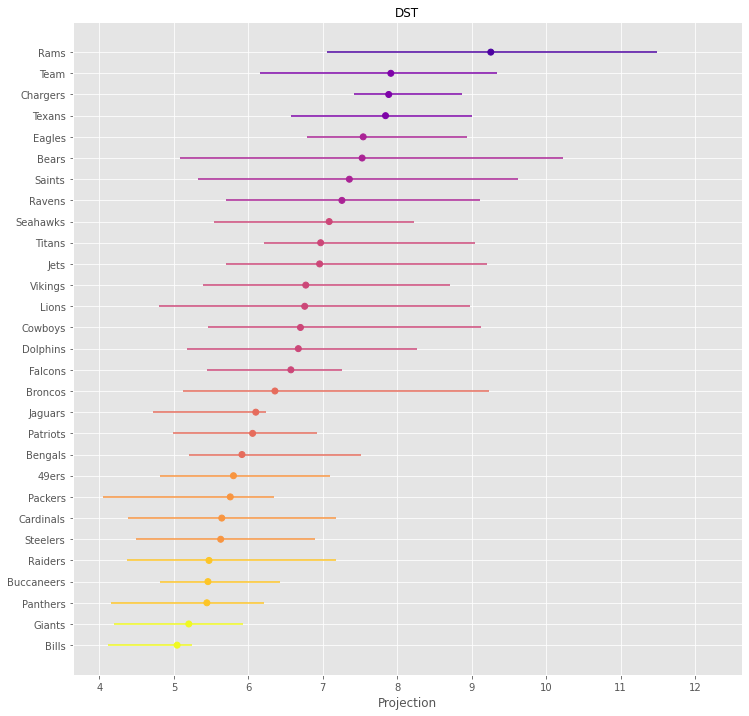 DST
Rams
Team
Chargers
Texans
Eagles
Bears
Saints
Ravens
Seahawks
Titans
Jets
Vikings
Lions
Cowboys
Dolphins
Falcons
Broncos
Jaguars
Patriots
Bengals
49ers
Packers
Cardinals
Steelers
Raiders
Buccaneers
Panthers
Giants
Bills
4 5 6 7 8 9 10 11 12
Projection